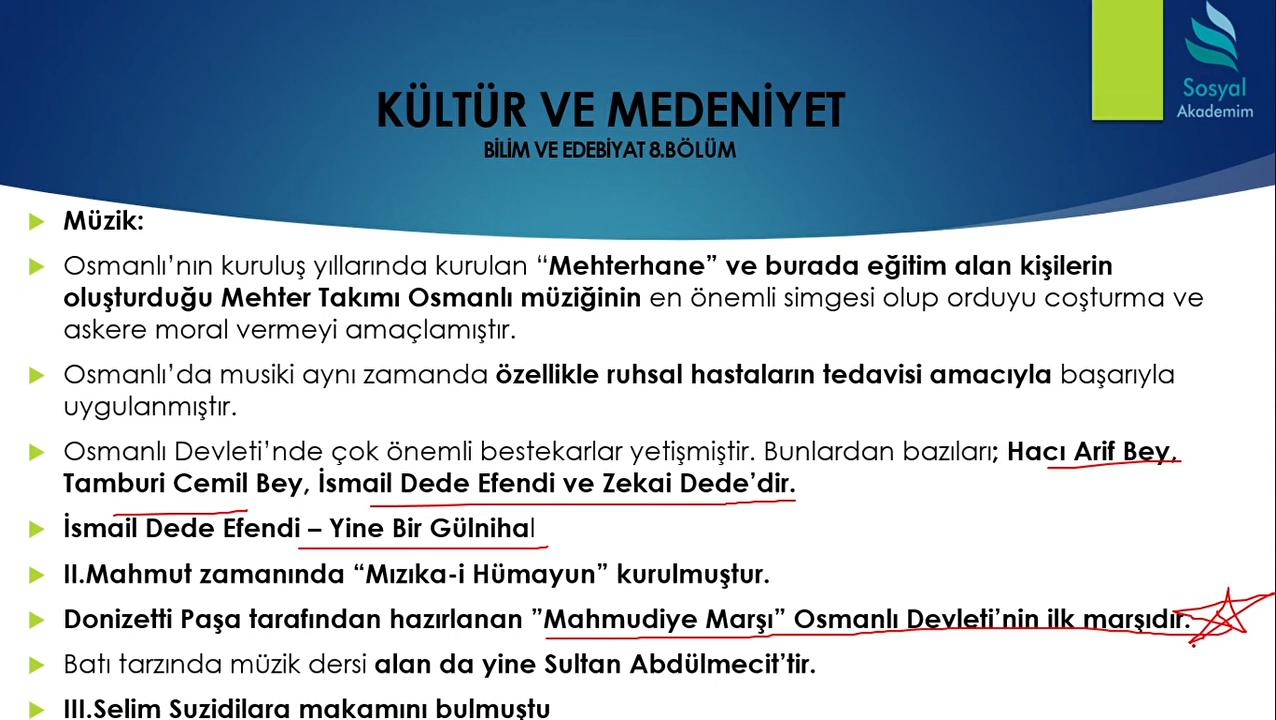 Sosyal
Akademim
KÜLTÜR VE MEDENİYET
BİLİM VE EDEBİYAT 8.BÖLÜM
Müzik:
Osmanlı’nın kuruluş yıllarında kurulan “Mehterhane” ve burada eğitim alan kişilerin
oluşturduğu Mehter Takımı Osmanlı müziğinin en önemli simgesi olup orduyu coşturma ve
askere moral vermeyi amaçlamıştır.
Osmanlı’da musiki aynı zamanda özellikle ruhsal hastaların tedavisi amacıyla başarıyla
uygulanmıştır.
Osmanlı Devleti’nde çok önemli bestekarlar yetişmiştir. Bunlardan bazıları; Hacı Arif Bey,
Tamburi Cemil Bey, İsmail Dede Efendi ve Zekai Dede’dir.
İsmail Dede Efendi – Yine Bir Gülnihal
II.Mahmut zamanında “Mızıka-i Hümayun” kurulmuştur.
Donizetti Paşa tarafından hazırlanan ”Mahmudiye Marşı” Osmanlı Devleti’nin ilk marşıdır.
Batı tarzında müzik dersi alan da yine Sultan Abdülmecit’tir.
III.Selim Suzidilara makamını bulmuştu